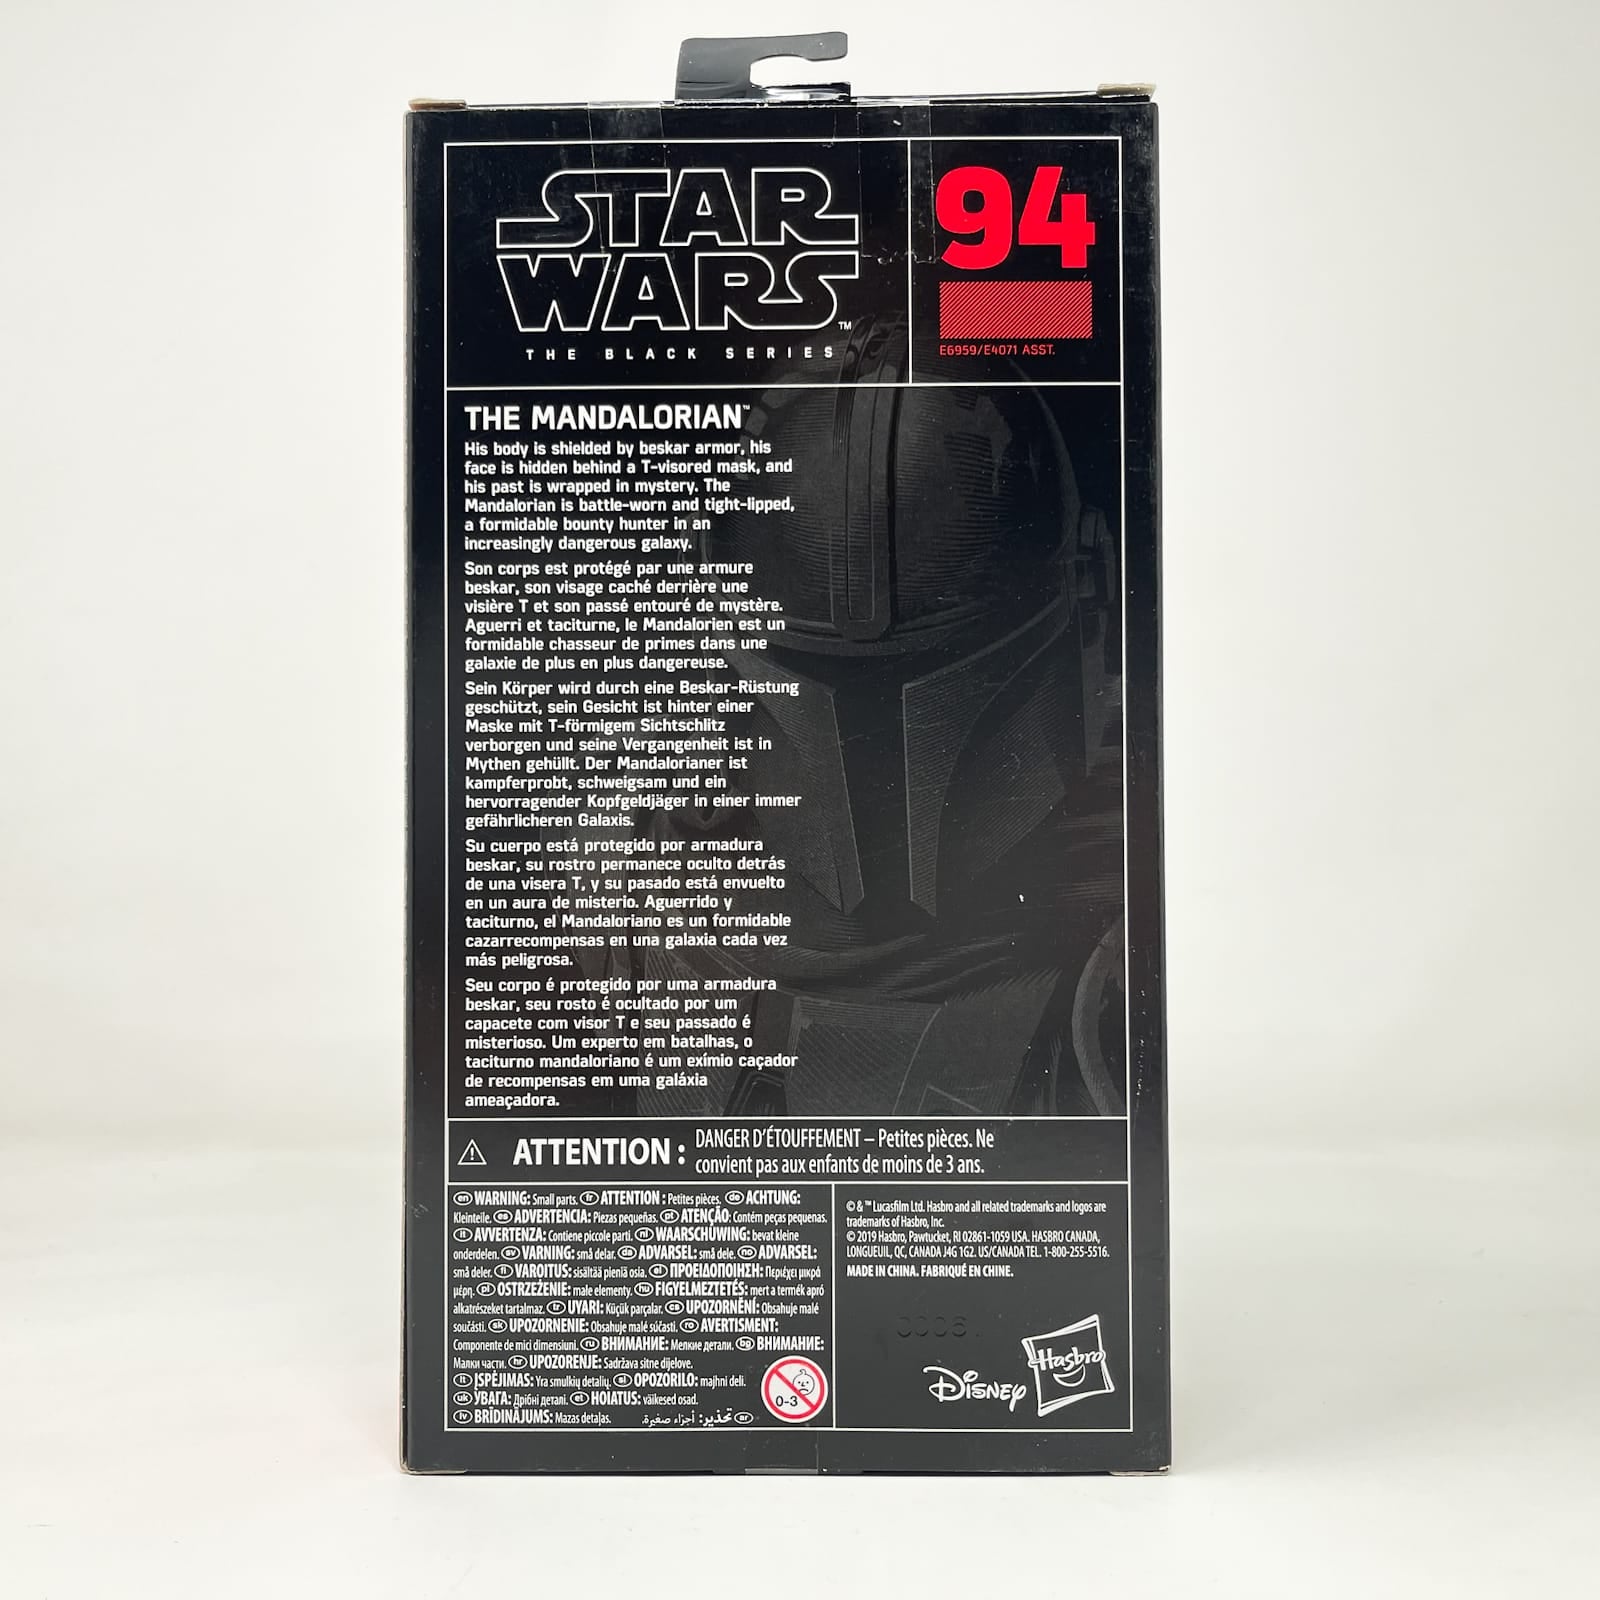 STAR
WARS™
THE BLACK SERIES
94
E6959/E4071 ASST.
THE MANDALORIAN™
His body is shielded by beskar armor, his
face is hidden behind a T-visored mask, and
his past is wrapped in mystery. The
Mandalorian is battle-worn and tight-lipped,
a formidable bounty hunter in an
increasingly dangerous galaxy.
Son corps est protégé par une armure
beskar, son visage caché derrière une
visière T et son passé entouré de mystère.
Aguerri et taciturne, le Mandalorien est un
formidable chasseur de primes dans une
galaxie de plus en plus dangereuse.
Sein Körper wird durch eine Beskar-Rüstung
geschützt, sein Gesicht ist hinter einer
Maske mit T-förmigem Sichtschlitz
verborgen und seine Vergangenheit ist in
Mythen gehüllt. Der Mandalorianer ist
kampferprobt, schweigsam und ein
hervorragender Kopfgeldjäger in einer immer
gefährlicheren Galaxis.
Su cuerpo está protegido por armadura
beskar, su rostro permanece oculto detrás
de una visera T, y su pasado está envuelto
en un aura de misterio. Aguerrido y
taciturno, el Mandaloriano es un formidable
cazarrecompensas en una galaxia cada vez
más peligrosa.
Seu corpo é protegido por uma armadura
beskar, seu rosto é ocultado por um
capacete com visor T e seu passado é
misterioso. Um experto em batalhas, o
taciturno mandaloriano é um exímio caçador
de recompensas em uma galáxia
ameaçadora.
ATTENTION : DANGER D'ÉTOUFFEMENT – Petites pièces. Ne
convient pas aux enfants de moins de 3 ans.
en WARNING: Small parts. fr ATTENTION : Petites pièces. de ACHTUNG:
Kleinteile. es ADVERTENCIA: Piezas pequeñas. pt ATENÇÃO: Contém peças pequenas.
it AVVERTENZA: Contiene piccole parti. nl WAARSCHUWING: bevat kleine
onderdelen. sv VARNING: små delar. da ADVARSEL: små dele. no ADVARSEL:
små deler. fi VAROITUS: sisältää pieniä osia. el ΠΡΟΕΙΔΟΠΟΙΗΣΗ: Περιέχει μικρά
μέρη. pl OSTRZEŻENIE: małe elementy. hu FIGYELMEZTETÉS: mert a termék apró
alkatrészeket tartalmaz. tr UYARI: Küçük parçalar. cs UPOZORNĚNÍ: Obsahuje malé
součásti. sk UPOZORNENIE: Obsahuje malé súčasti. ro AVERTISMENT:
Componente de mici dimensiuni. ru ВНИМАНИЕ: Мелкие детали. bg ВНИМАНИЕ:
Малки части. hr UPOZORENJE: Sadržava sitne dijelove.
lt ĮSPĖJIMAS: Yra smulkių detalių. sl OPOZORILO: majhni deli.
uk УВАГА: Дрібні деталі. et HOIATUS: väikesed osad.
lv BRĪDINĀJUMS: Mazas detaļas. ar تحذير: أجزاء صغيرة.
0-3
© & ™ Lucasfilm Ltd. Hasbro and all related trademarks and logos are
trademarks of Hasbro, Inc.
© 2019 Hasbro, Pawtucket, RI 02861-1059 USA. HASBRO CANADA,
LONGUEUIL, QC, CANADA J4G 1G2. US/CANADA TEL. 1-800-255-5516.
MADE IN CHINA. FABRIQUÉ EN CHINE.
Disney
Hasbro